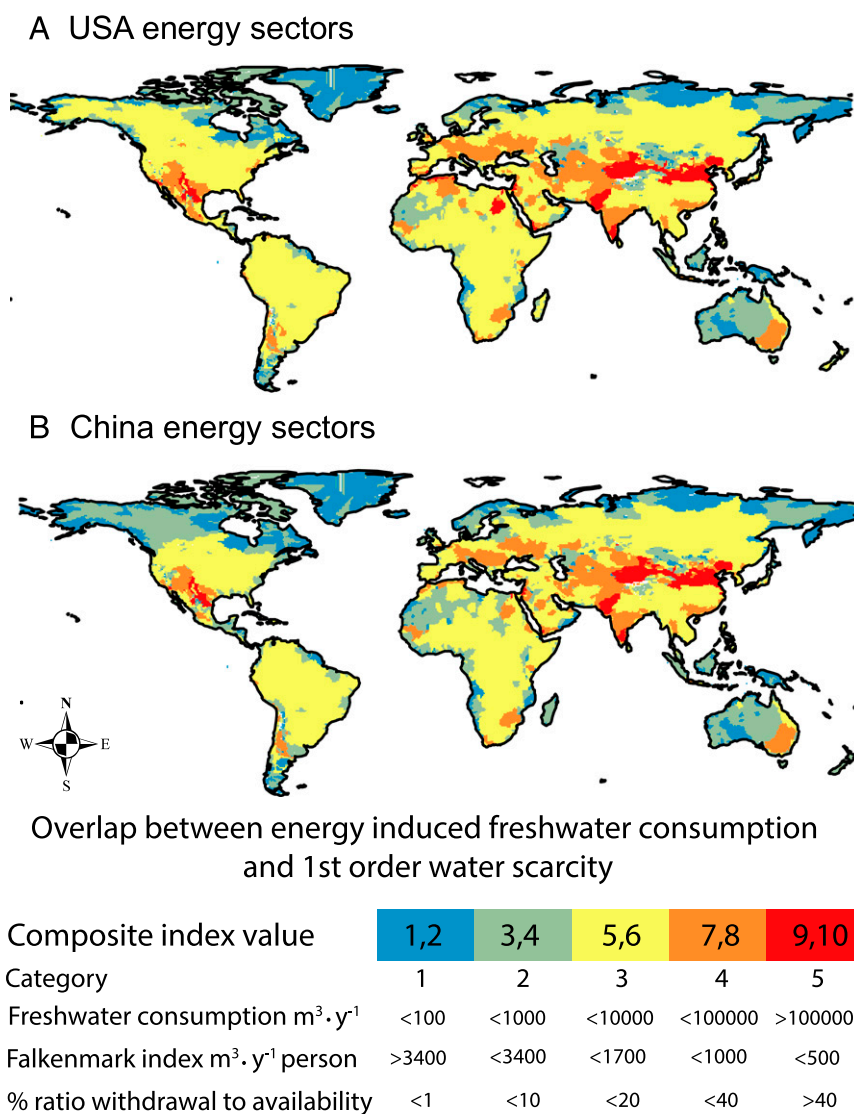 A USA energy sectors
B China energy sectors
N
W E
S
Overlap between energy induced freshwater consumption
and 1st order water scarcity
Composite index value 1,2 3,4 5,6 7,8 9,10
Category 1 2 3 4 5
Freshwater consumption m³· y⁻¹ <100 <1000 <10000 <100000 >100000
Falkenmark index m³· y⁻¹ person >3400 <3400 <1700 <1000 <500
% ratio withdrawal to availability <1 <10 <20 <40 >40